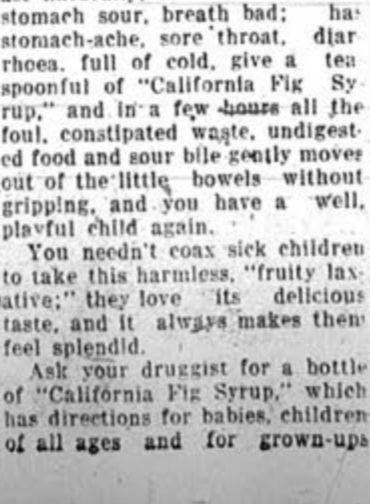 stomach sour, breath bad; has
stomach-ache, sore throat, diar-
rhoea, full of cold, give a tea-
spoonful of "California Fig Sy-
rup," and in a few hours all the
foul, constipated waste, undigest-
ed food and sour bile gently moves
out of the little bowels without
gripping, and you have a well,
playful child again.
You needn't coax sick children
to take this harmless, "fruity lax-
ative;" they love its delicious
taste, and it always makes them
feel splendid.
Ask your druggist for a bottle
of "California Fig Syrup," which
has directions for babies, children
of all ages and for grown-ups